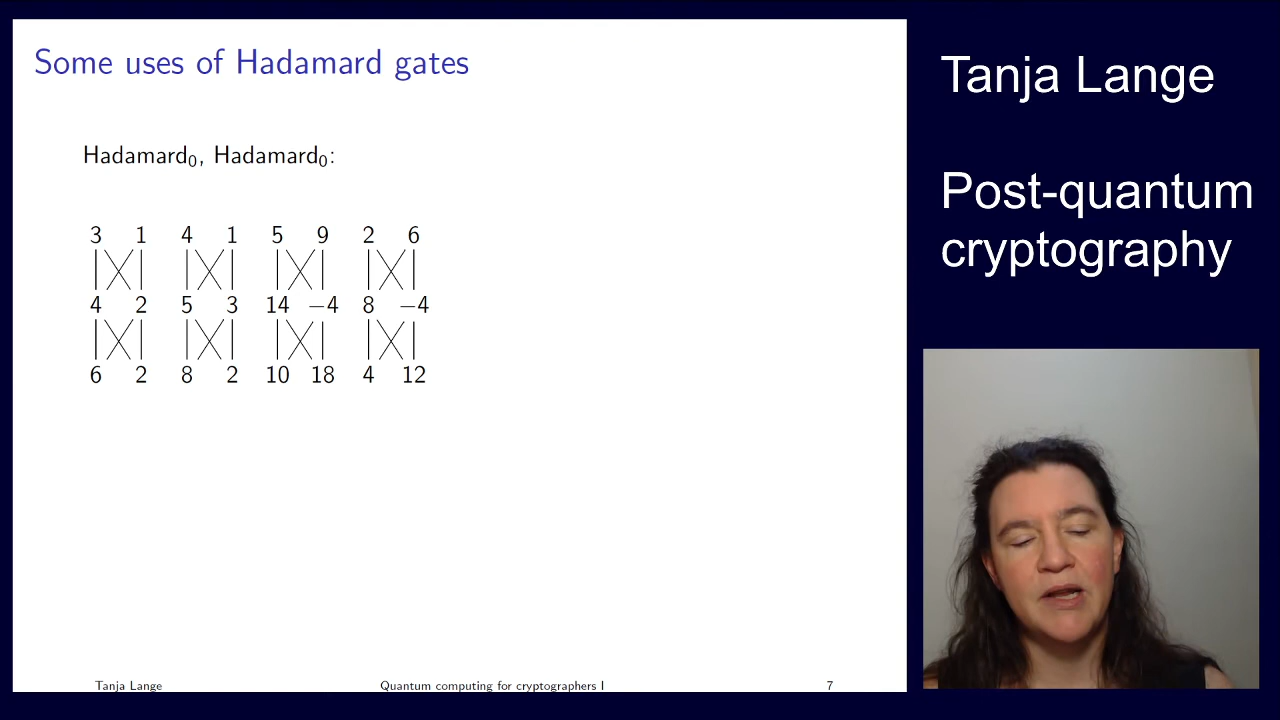 Some uses of Hadamard gates
Hadamard₀, Hadamard₀:
3 1 4 1 5 9 2 6
4 2 5 3 14 −4 8 −4
6 2 8 2 10 18 4 12
Tanja Lange Quantum computing for cryptographers I 7
Tanja Lange
Post-quantum
cryptography